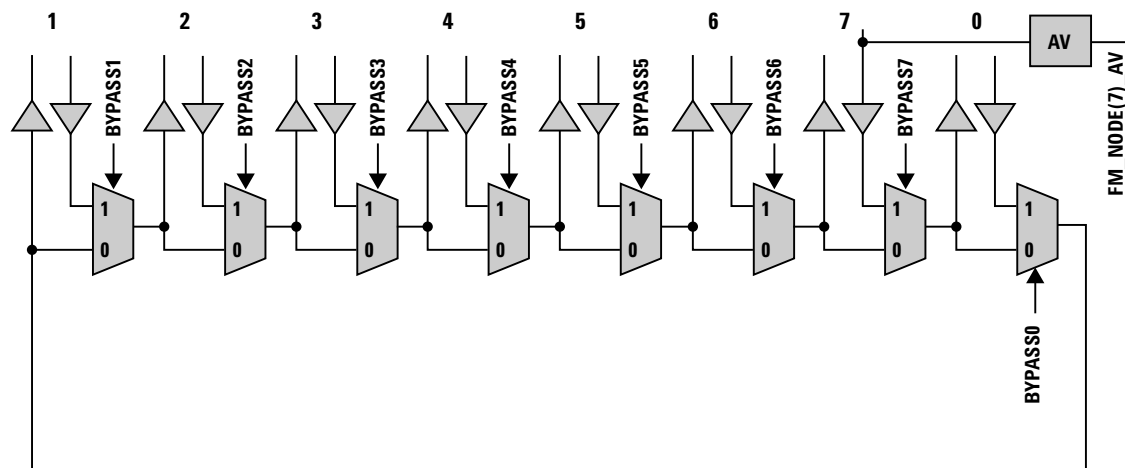 1 2 3 4 5 6 7 0
AV
BYPASS1
BYPASS2
BYPASS3
BYPASS4
BYPASS5
BYPASS6
BYPASS7
FM_NODE(7)_AV
1 1 1 1 1 1 1 1
0 0 0 0 0 0 0 0
BYPASS0